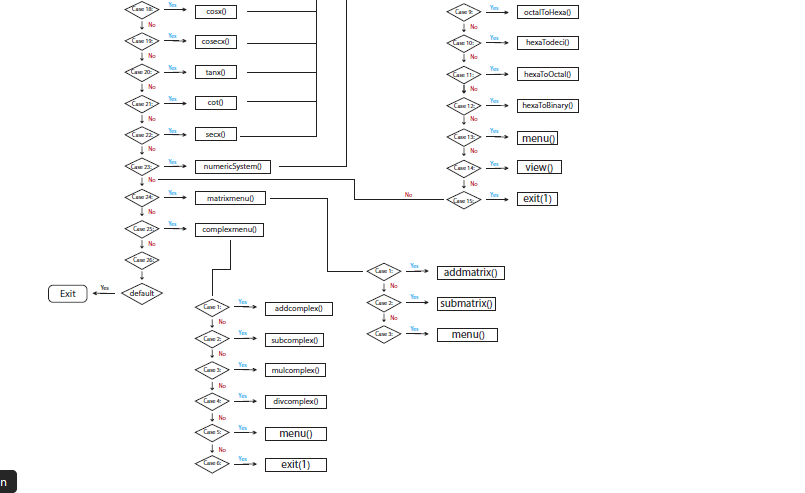 Case 18:
Yes
cosx()
No
Case 19:
Yes
cosecx()
No
Case 20:
Yes
tanx()
No
Case 21:
Yes
cot()
No
Case 22:
Yes
secx()
No
Case 23:
Yes
numericSystem()
No
Case 24:
Yes
matrixmenu()
No
Case 25:
Yes
complexmenu()
No
Case 26:
default
Yes
Exit
Case 9:
Yes
octalToHexa()
No
Case 10:
Yes
hexaTodeci()
No
Case 11:
Yes
hexaToOctal()
No
Case 12:
Yes
hexaToBinary()
No
Case 13:
Yes
menu()
No
Case 14:
Yes
view()
No
No
Case 15:
Yes
exit(1)
Case 1:
Yes
addmatrix()
No
Case 2:
Yes
submatrix()
No
Case 3:
Yes
menu()
Case 1:
Yes
addcomplex()
No
Case 2:
Yes
subcomplex()
No
Case 3:
Yes
mulcomplex()
No
Case 4:
Yes
divcomplex()
No
Case 5:
Yes
menu()
No
Case 6:
Yes
exit(1)
n